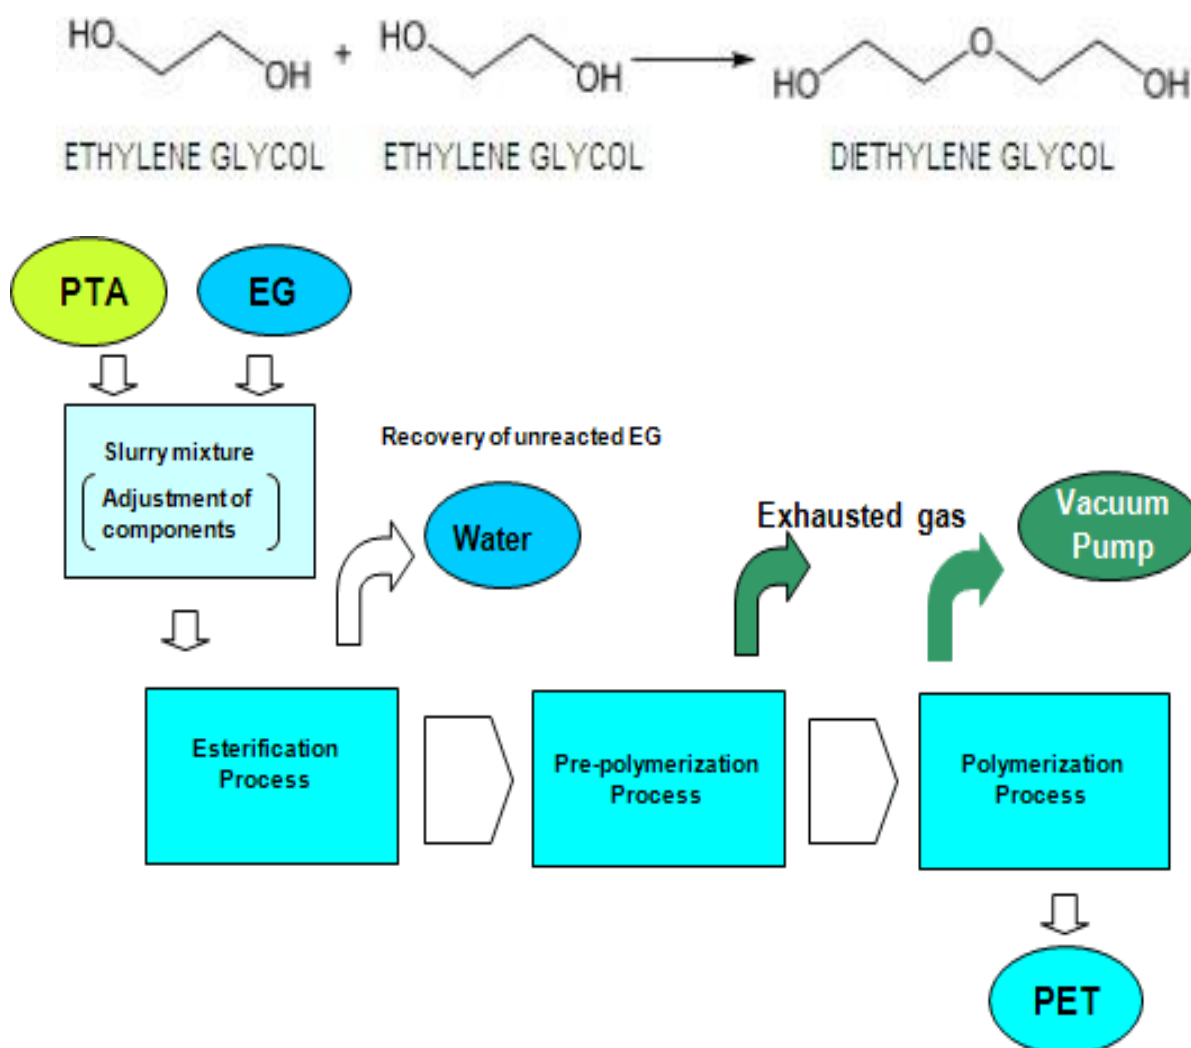 HO
OH
+
HO
OH
HO
O
OH
ETHYLENE GLYCOL
ETHYLENE GLYCOL
DIETHYLENE GLYCOL
PTA
EG
Slurry mixture
Adjustment of
components
Recovery of unreacted EG
Water
Exhausted gas
Vacuum
Pump
Esterification
Process
Pre-polymerization
Process
Polymerization
Process
PET